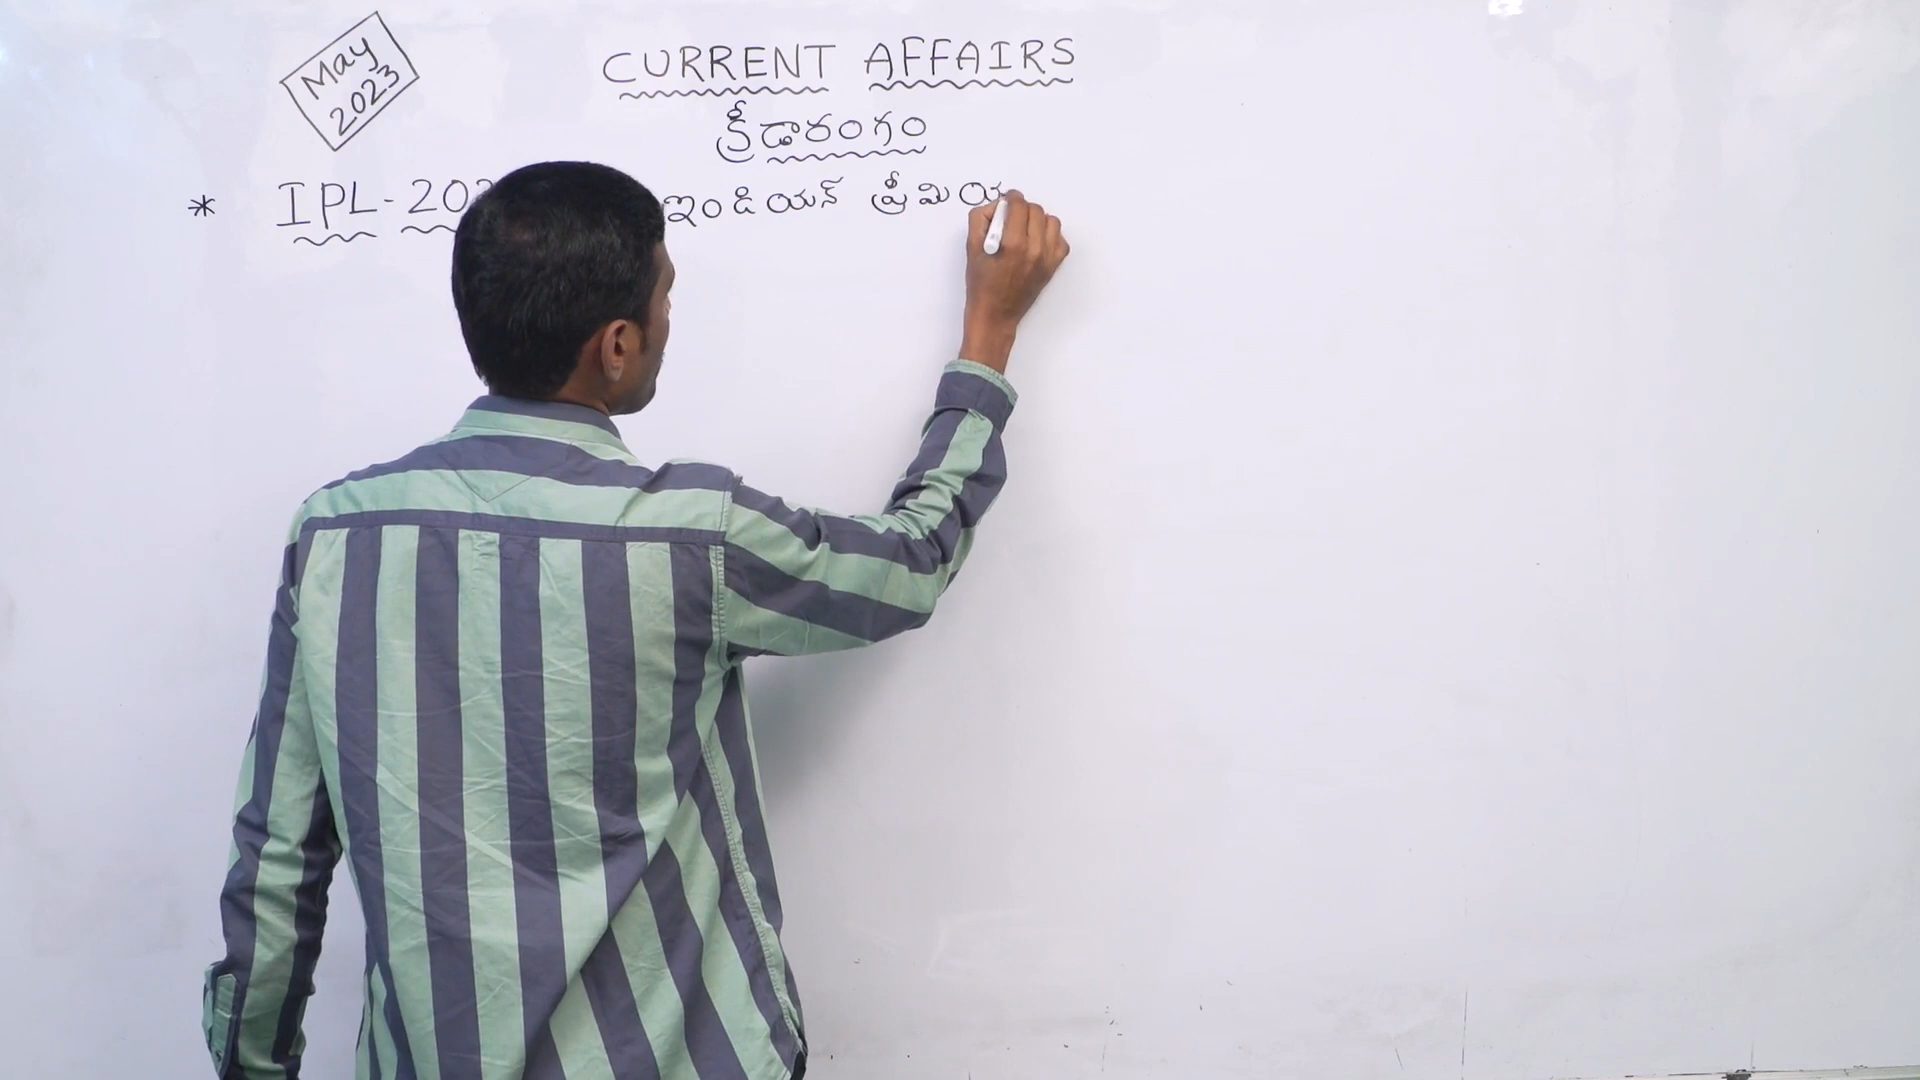 May
2023
CURRENT AFFAIRS
క్రీడారంగం
* IPL-202
ఇండియన్ ప్రీమియ